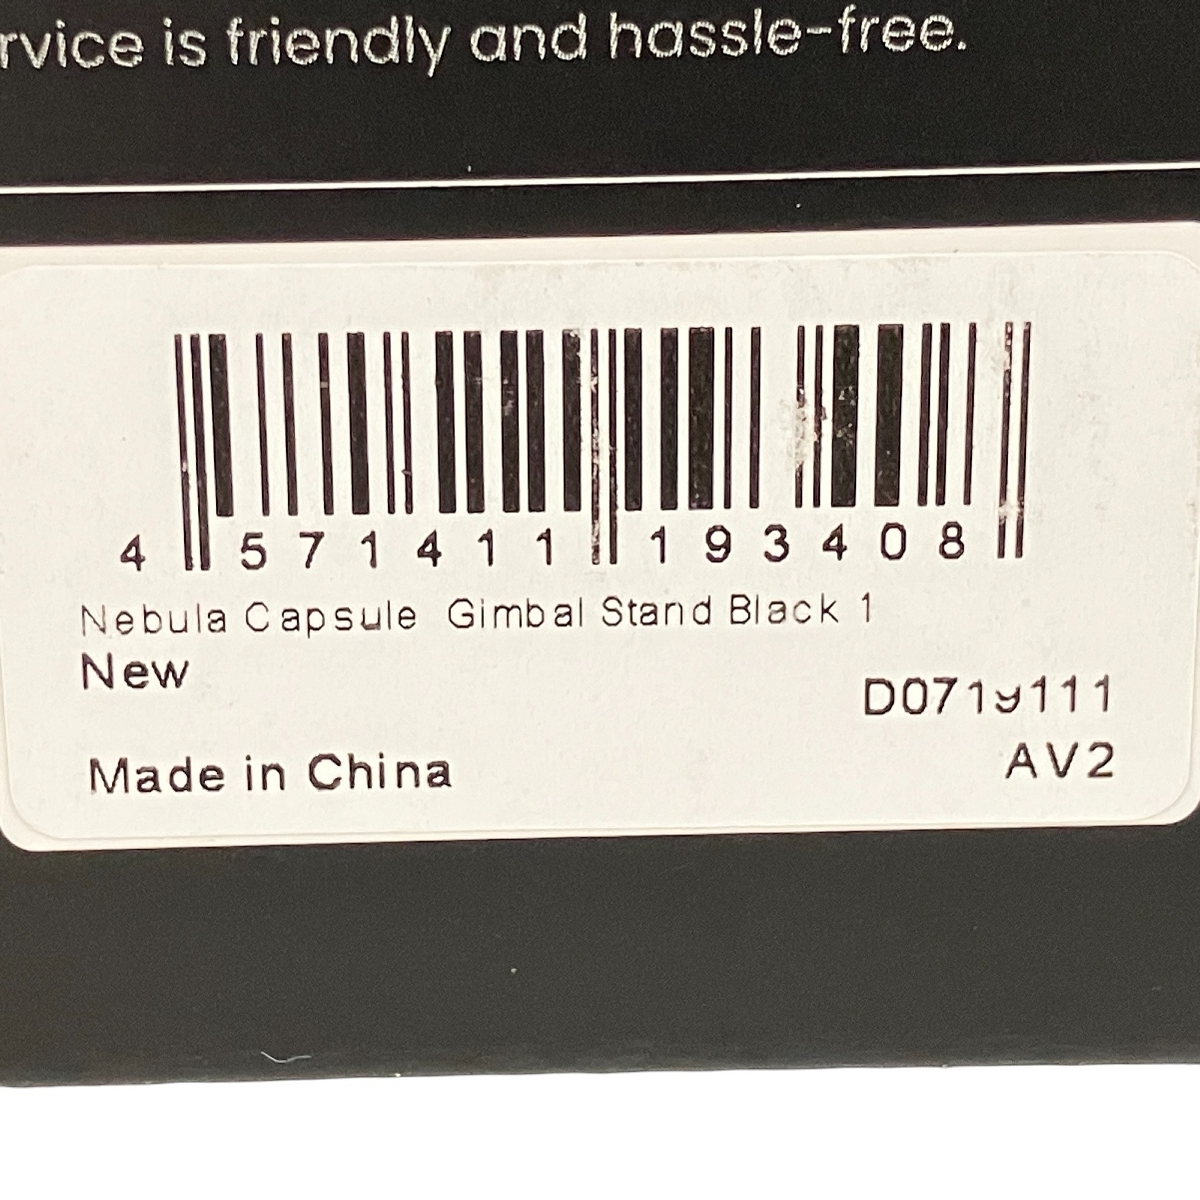 rvice is friendly and hassle-free.
4 571411 193408
Nebula Capsule Gimbal Stand Black 1
New
D0719111
AV2
Made in China